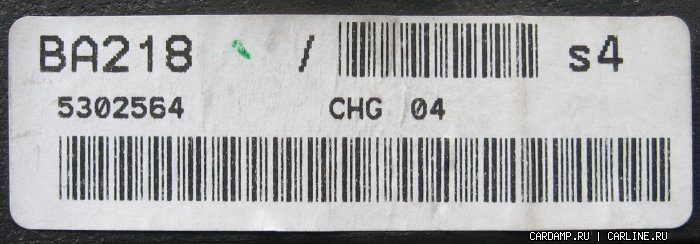 BA218 / s4
5302564 CHG 04
CARDAMP.RU | CARLINE.RU